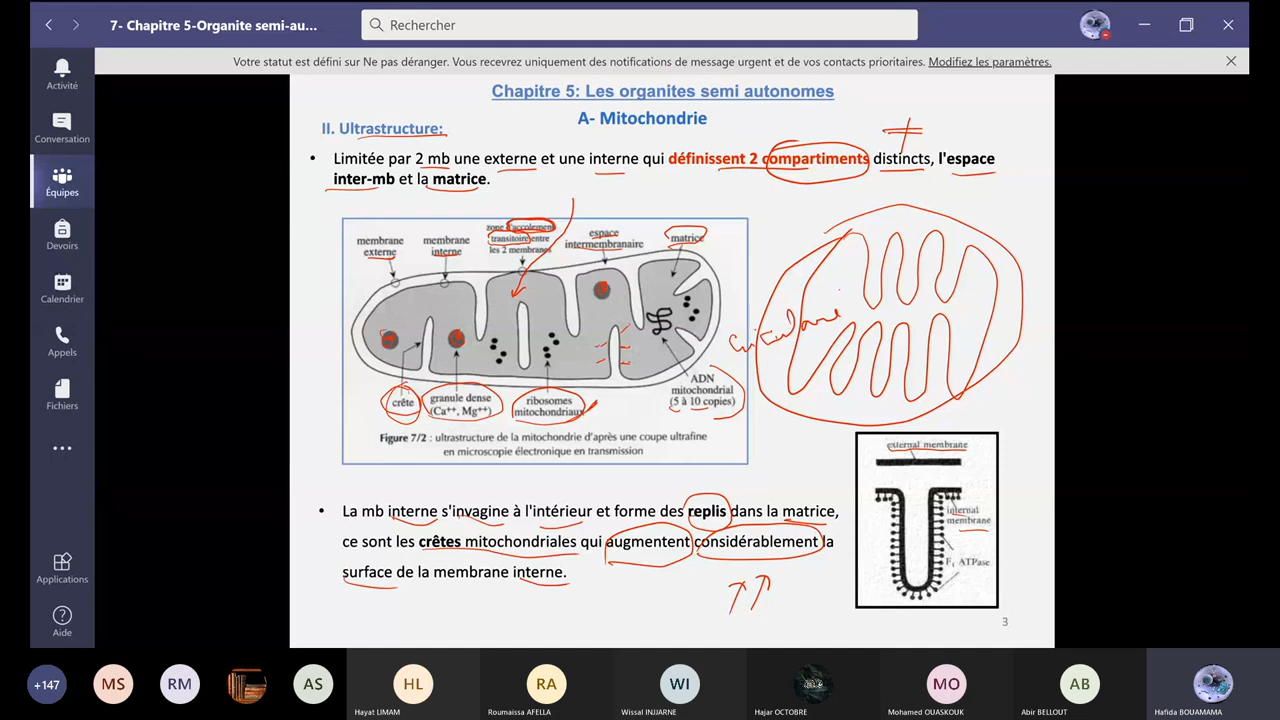 7- Chapitre 5-Organite semi-au...
Rechercher
Votre statut est défini sur Ne pas déranger. Vous recevrez uniquement des notifications de message urgent et de vos contacts prioritaires. Modifiez les paramètres.
Activité
Conversation
Équipes
Devoirs
Calendrier
Appels
Fichiers
Applications
Aide
Chapitre 5: Les organites semi autonomes
A- Mitochondrie
II. Ultrastructure:
• Limitée par 2 mb une externe et une interne qui définissent 2 compartiments distincts, l'espace
inter-mb et la matrice.
membrane
externe
membrane
interne
zone d'accolement
transitoire entre
les 2 membranes
espace
intermembranaire
matrice
crête
granule dense
(Ca++, Mg++)
ribosomes
mitochondriaux
ADN
mitochondrial
(5 à 10 copies)
Figure 7/2 : ultrastructure de la mitochondrie d'après une coupe ultrafine
en microscopie électronique en transmission
external membrane
internal
membrane
F₁ ATPase
• La mb interne s'invagine à l'intérieur et forme des replis dans la matrice,
ce sont les crêtes mitochondriales qui augmentent considérablement la
surface de la membrane interne.
3
+147
MS
RM
AS
HL
Hayat LIMAM
RA
Roumaissa AFELLA
WI
Wissal INJJARNE
Hajar OCTOBRE
MO
Mohamed OUASKOUK
AB
Abir BELLOUT
Hafida BOUAMAMA